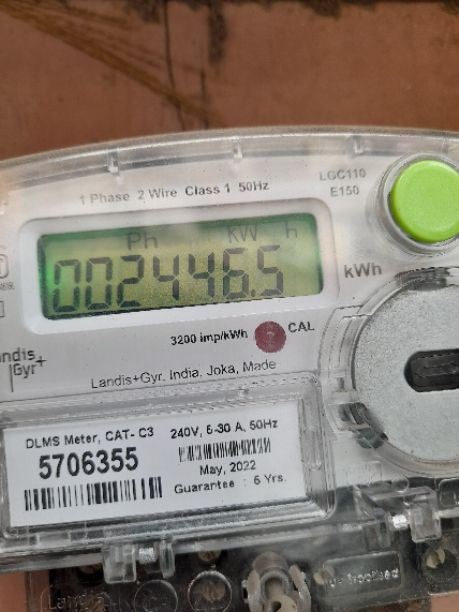 LGC110
E150
1 Phase 2 Wire Class 1 50Hz
Ph KW h
002446.5
kWh
3200 imp/kWh CAL
Landis+Gyr, India. Joka, Made
Gyr+
DLMS Meter, CAT- C3
240V, 6-30 A, 50Hz
5706355
May, 2022
Guarantee : 5 Yrs.